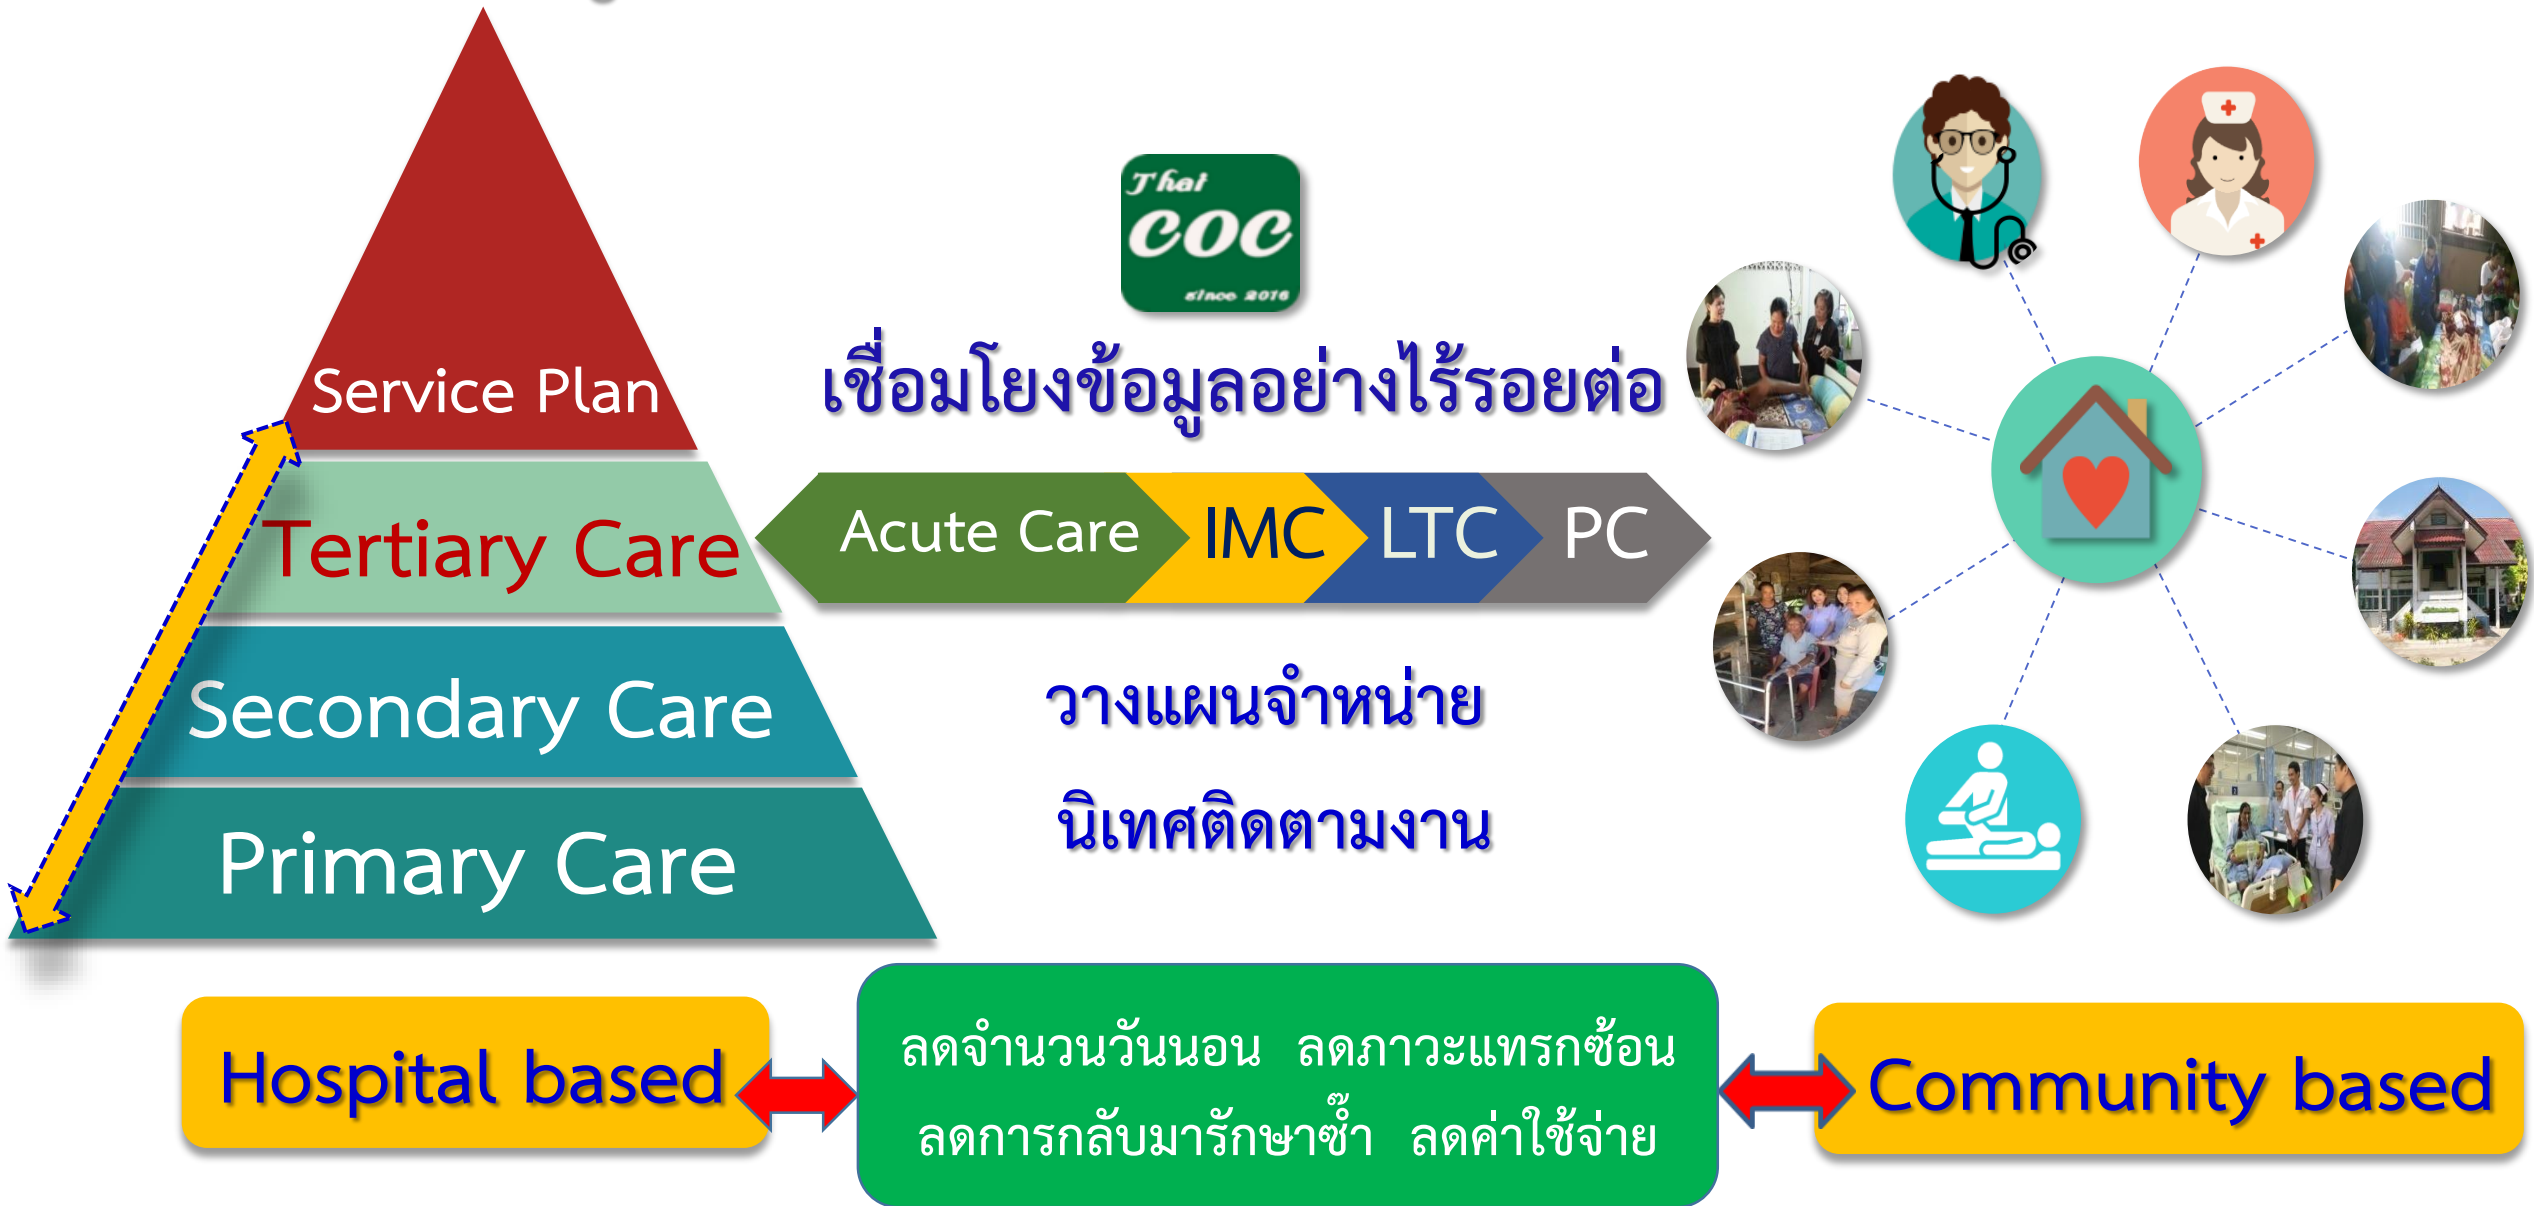 Thai
COC
since 2016
เชื่อมโยงข้อมูลอย่างไร้รอยต่อ
Service Plan
Tertiary Care
Secondary Care
Primary Care
Acute Care IMC LTC PC
วางแผนจำหน่าย
นิเทศติดตามงาน
Hospital based
ลดจำนวนวันนอน ลดภาวะแทรกซ้อน
ลดการกลับมารักษาซ้ำ ลดค่าใช้จ่าย
Community based